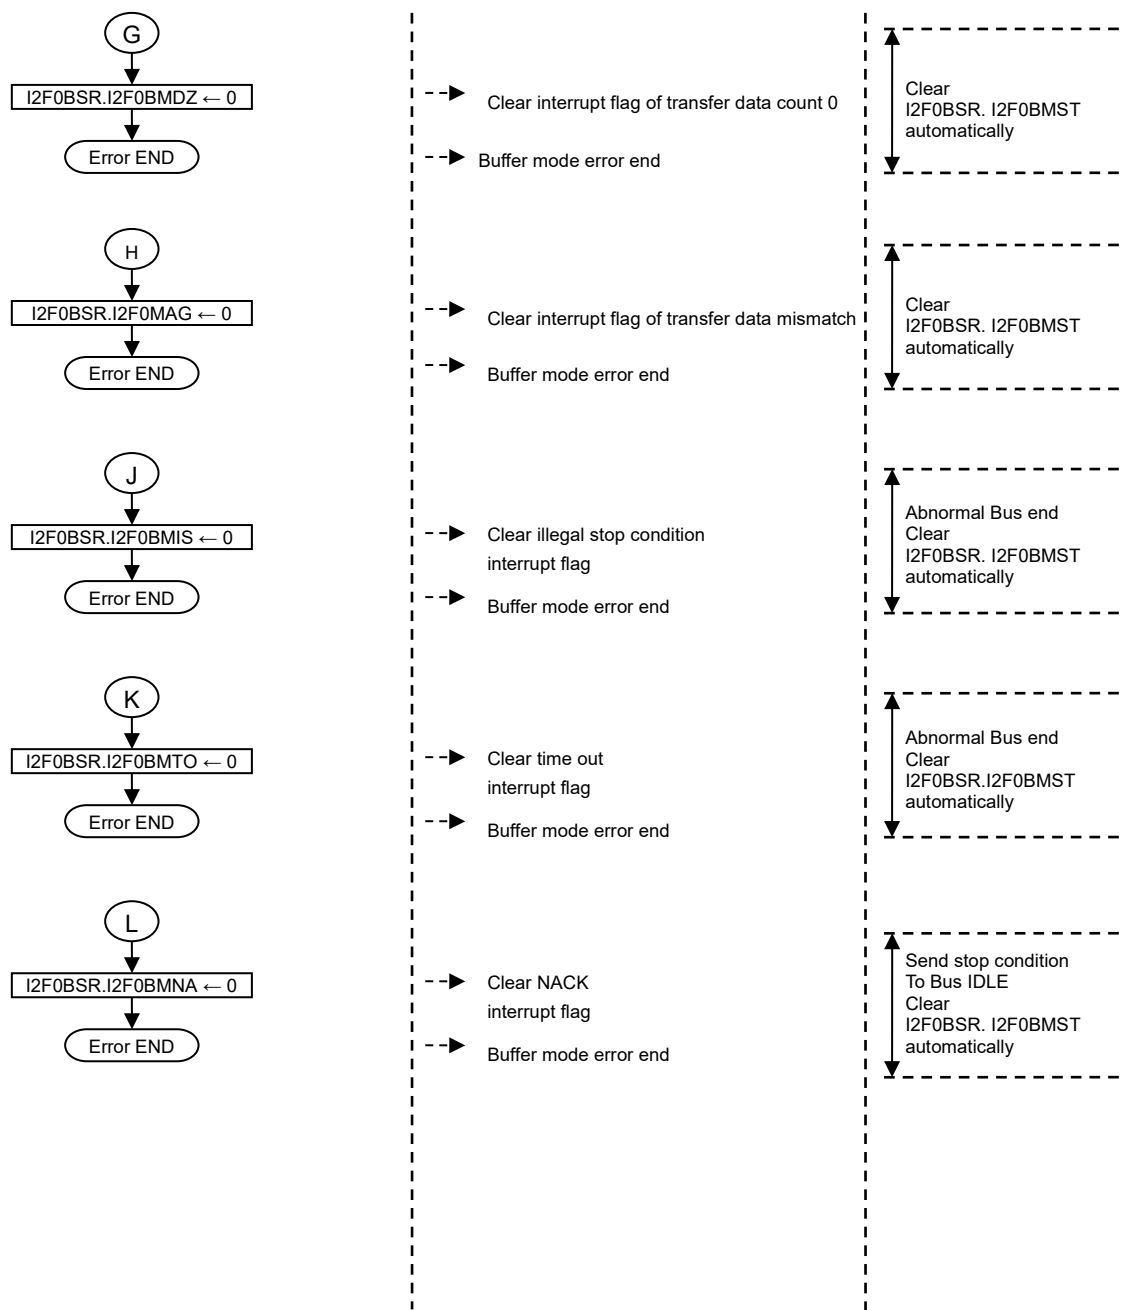 G
I2F0BSR.I2F0BMDZ ← 0
Error END
Clear interrupt flag of transfer data count 0
Buffer mode error end
Clear
I2F0BSR. I2F0BMST
automatically
H
I2F0BSR.I2F0MAG ← 0
Error END
Clear interrupt flag of transfer data mismatch
Buffer mode error end
Clear
I2F0BSR. I2F0BMST
automatically
J
I2F0BSR.I2F0BMIS ← 0
Error END
Clear illegal stop condition
interrupt flag
Buffer mode error end
Abnormal Bus end
Clear
I2F0BSR. I2F0BMST
automatically
K
I2F0BSR.I2F0BMTO ← 0
Error END
Clear time out
interrupt flag
Buffer mode error end
Abnormal Bus end
Clear
I2F0BSR.I2F0BMST
automatically
L
I2F0BSR.I2F0BMNA ← 0
Error END
Clear NACK
interrupt flag
Buffer mode error end
Send stop condition
To Bus IDLE
Clear
I2F0BSR. I2F0BMST
automatically